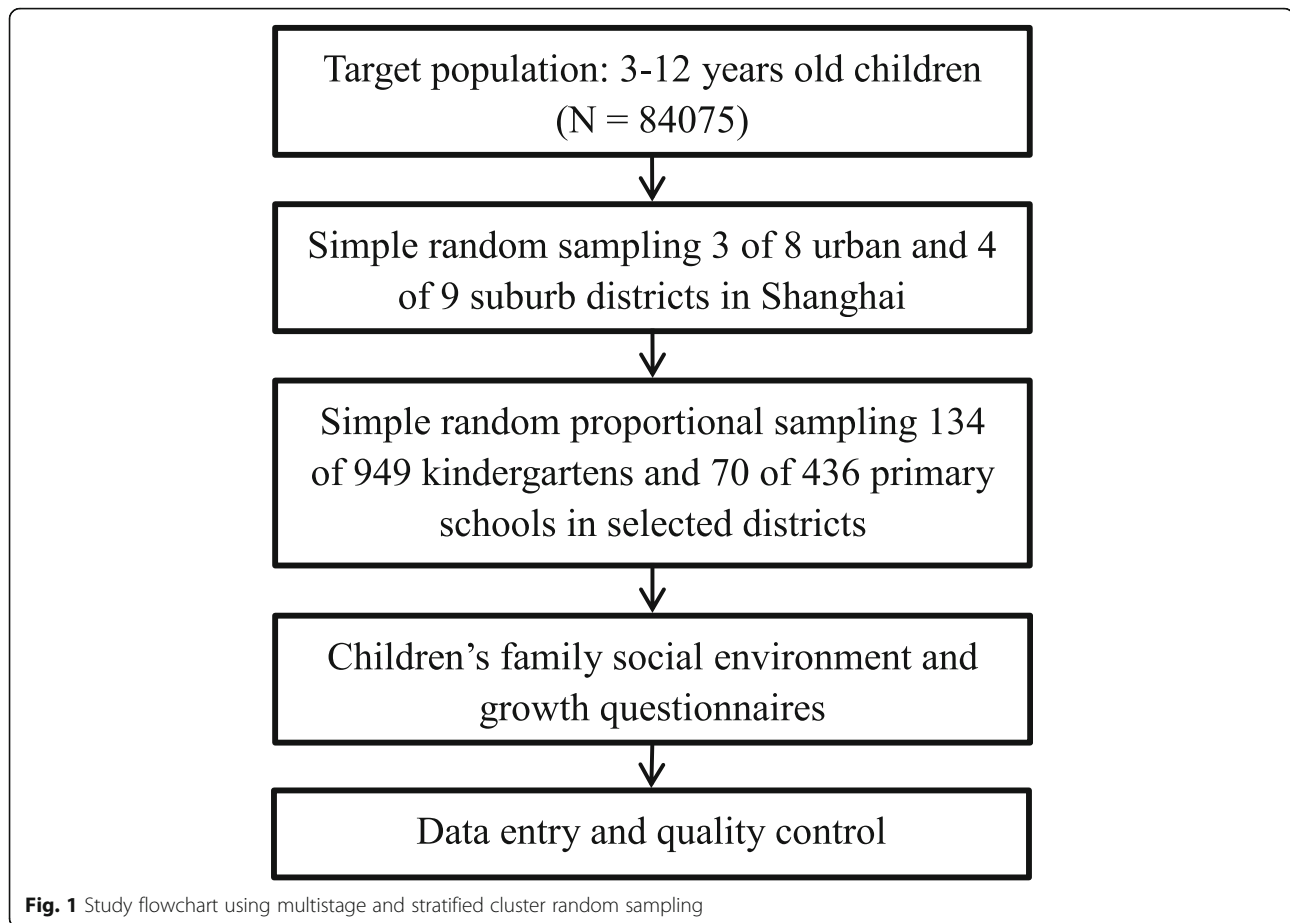 Target population: 3-12 years old children
(N = 84075)
Simple random sampling 3 of 8 urban and 4
of 9 suburb districts in Shanghai
Simple random proportional sampling 134
of 949 kindergartens and 70 of 436 primary
schools in selected districts
Children’s family social environment and
growth questionnaires
Data entry and quality control
Fig. 1 Study flowchart using multistage and stratified cluster random sampling